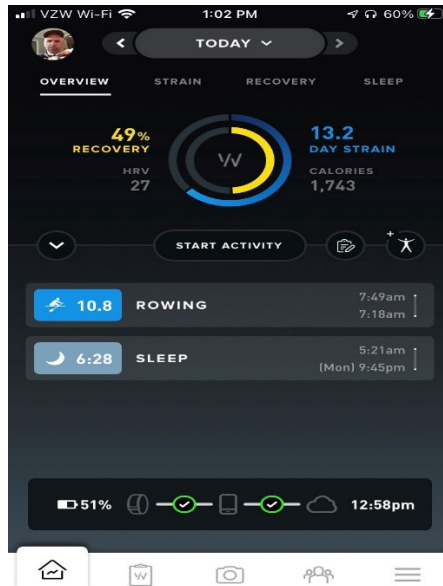 VZW Wi-Fi 1:02 PM 60%
TODAY
OVERVIEW STRAIN RECOVERY SLEEP
49% 13.2
RECOVERY DAY STRAIN
HRV CALORIES
27 1,743
START ACTIVITY
10.8 ROWING 7:49am
7:18am
6:28 SLEEP 5:21am
(Mon) 9:45pm
51% 12:58pm